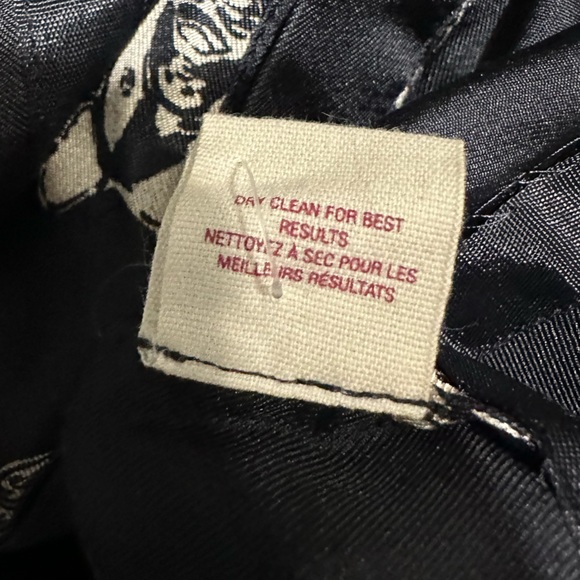 DRY CLEAN FOR BEST
RESULTS
NETTOYEZ À SEC POUR LES
MEILLEURS RÉSULTATS